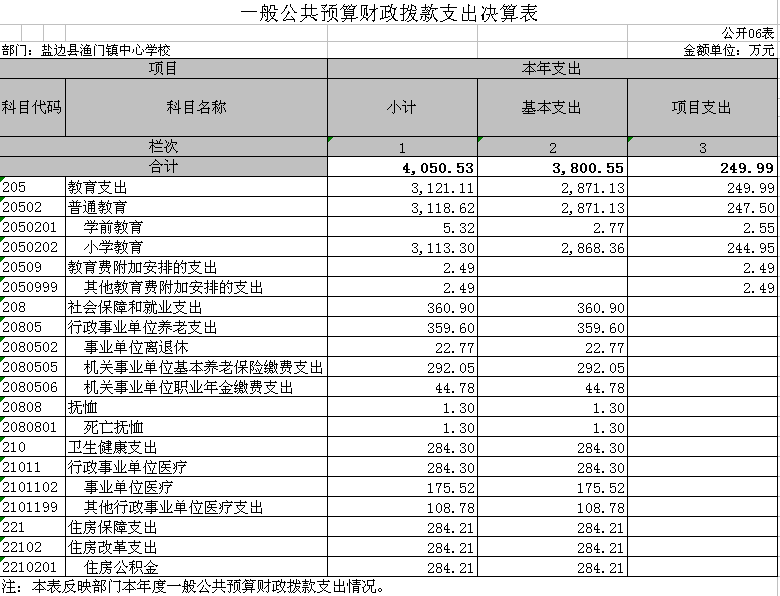 一般公共预算财政拨款支出决算表
公开06表
部门：盐边县渔门镇中心学校 金额单位：万元
项目 本年支出
科目代码 科目名称 小计 基本支出 项目支出
栏次 1 2 3
合计 4,050.53 3,800.55 249.99
205 教育支出 3,121.11 2,871.13 249.99
20502 普通教育 3,118.62 2,871.13 247.50
2050201 学前教育 5.32 2.77 2.55
2050202 小学教育 3,113.30 2,868.36 244.95
20509 教育费附加安排的支出 2.49 2.49
2050999 其他教育费附加安排的支出 2.49 2.49
208 社会保障和就业支出 360.90 360.90
20805 行政事业单位养老支出 359.60 359.60
2080502 事业单位离退休 22.77 22.77
2080505 机关事业单位基本养老保险缴费支出 292.05 292.05
2080506 机关事业单位职业年金缴费支出 44.78 44.78
20808 抚恤 1.30 1.30
2080801 死亡抚恤 1.30 1.30
210 卫生健康支出 284.30 284.30
21011 行政事业单位医疗 284.30 284.30
2101102 事业单位医疗 175.52 175.52
2101199 其他行政事业单位医疗支出 108.78 108.78
221 住房保障支出 284.21 284.21
22102 住房改革支出 284.21 284.21
2210201 住房公积金 284.21 284.21
注：本表反映部门本年度一般公共预算财政拨款支出情况。